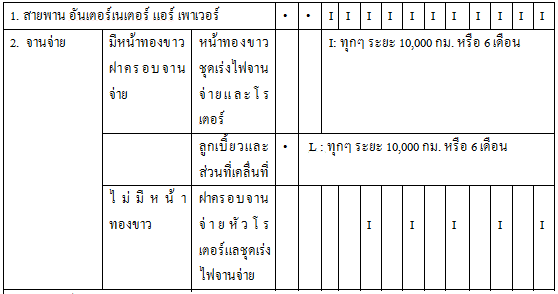 1. สายพาน อันเตอร์เนเตอร์ แอร์ เพาเวอร์ • • I I I I I I I I I I I
2. จานจ่าย มีหน้าทองขาว หน้าทองขาว I: ทุกๆ ระยะ 10,000 กม. หรือ 6 เดือน
ฝาครอบจาน ชุดเร่งไฟจาน
จ่าย จ่ายและโร
เตอร์
ลูกเบี้ยวและ • L : ทุกๆ ระยะ 10,000 กม. หรือ 6 เดือน
ส่วนที่เคลื่นที่
ไม่มีหน้า ฝาครอบจาน
ทองขาว จ่ายหัวโร I I I I
เตอร์แลชุดเร่ง
ไฟจานจ่าย